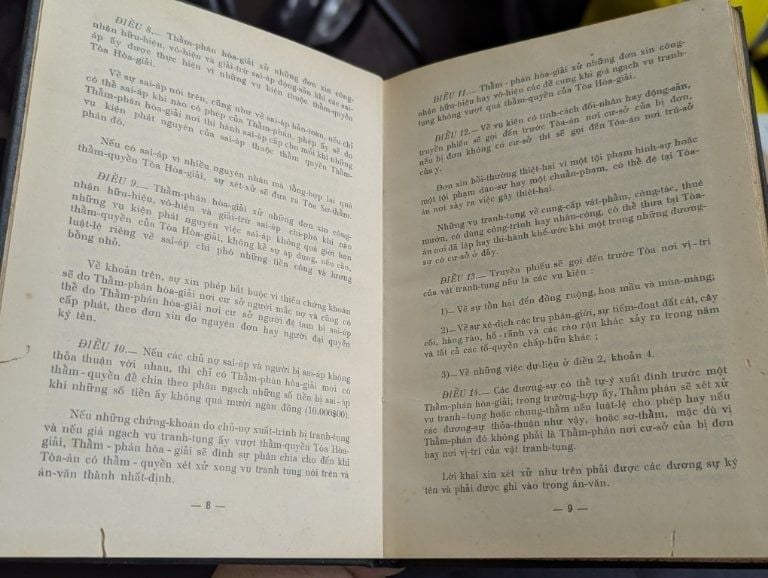 ĐIỀU 8.— Thẩm-phán hòa-giải xử những đơn xin công-
nhận hữu-hiệu, vô-hiệu và giải-trừ sai-áp động-sản khi các sai-
áp ấy được thực hiện vì những vụ kiện thuộc thẩm-quyền
Tòa Hòa-giải.
Về sự sai-áp nói trên, cũng như về sai-áp bảo-toàn, nếu chỉ
có thể sai-áp khi nào có phép của Thẩm-phán, phép ấy sẽ do
Thẩm-phán hòa-giải nơi thi hành sai-áp cấp cho mỗi khi những
vụ kiện phát nguyên của sai-áp thuộc thẩm quyền Thẩm-
phán đó.
Nếu có sai-áp vì nhiều nguyên nhân mà tổng-hợp lại quá
thẩm-quyền Tòa Hòa-giải, sự xét-xử sẽ đưa ra Tòa Sơ-thẩm.
ĐIỀU 9.— Thẩm-phán hòa-giải xử những đơn xin công-
nhận hữu-hiệu, vô-hiệu và giải-trừ sai-áp chi-phó khi nào
những vụ kiện phát nguyên việc sai-áp không quá giới hạn
thẩm-quyền của Tòa Hòa-giải, không kể sự áp dụng, nếu cần,
luật-lệ riêng về sai-áp chi phó những tiền công và lương
bổng nhỏ.
Về khoản trên, sự xin phép bắt buộc vì thiếu chứng khoán
sẽ do Thẩm-phán hòa-giải nơi cư sở người mắc nợ và cũng có
thể do Thẩm-phán Hòa-giải nơi cư sở người đệ tam bị sai-áp
cấp phát, theo đơn xin do nguyên đơn hay người đại quyền
ký tên.
ĐIỀU 10.— Nếu các chủ nợ sai-áp và người bị sai-áp không
thỏa thuận với nhau, thì chỉ có Thẩm-phán Hòa-giải mới có
thẩm-quyền để chia theo phân ngạch những số tiền bị sai-áp
khi những số tiền ấy không quá mười ngàn đồng (10.000$00).
Nếu những chứng-khoán do chủ-nợ xuất-trình bị tranh-tụng
và nếu giá ngạch vụ tranh-tụng ấy vượt thẩm-quyền Tòa Hòa-
giải, Thẩm - phán hòa - giải sẽ đình sự phân chia cho đến khi
Tòa-án có thẩm - quyền xét xử xong vụ tranh tụng nói trên và
án-văn thành nhất-định.
— 8 —
ĐIỀU 11.— Thẩm - phán hòa-giải xử những đơn xin công-
nhận hữu-hiệu hay vô-hiệu các đề cung khi giá ngạch vụ tranh-
tụng không vượt quá thẩm-quyền của Tòa Hòa-giải.
ĐIỀU 12.— Về vụ kiện có tính-cách đối-nhân hay động-sản,
truyền phiếu sẽ gọi đến trước Tòa-án nơi cư-sở của bị đơn,
nếu bị đơn không có cư-sở thì sẽ gọi đến Tòa-án nơi trú-sở
của y.
Đơn xin bồi-thường thiệt-hại vì một tội phạm hình-sự hoặc
một tội phạm dân-sự hay một chuẩn-phạm, có thể đệ tại Tòa-
án nơi xảy ra việc gây thiệt-hại.
Những vụ tranh-tụng về cung-cấp vật-phẩm, công-tác, thuê
mướn, có dùng công-trình hay nhân-công, có thể thưa tại Tòa-
án nơi đã lập hay thi-hành khế-ước khi một trong những đương-
sự có cư-sở ở đây.
ĐIỀU 13.— Truyền phiếu sẽ gọi đến trước Tòa nơi vị-trí
của vật tranh-tụng nếu là các vụ kiện :
1)— Về sự tổn hại đến đồng ruộng, hoa mầu và mùa-màng;
2)— Về sự xê-dịch các trụ phân-giới, sự tiếm-đoạt đất cát, cây
cối, hàng rào, hố - rãnh và các rào rặn khác xảy ra trong năm
và tất cả các tố-quyền chấp-hữu khác ;
3)— Về những việc dự-liệu ở điều 2, khoản 4.
ĐIỀU 14.— Các đương-sự có thể tự-ý xuất đình trước một
Thẩm-phán hòa-giải; trong trường-hợp ấy, Thẩm-phán sẽ xét xử
vụ tranh-tụng hoặc chung-thẩm nếu luật-lệ cho phép hay nếu
các đương-sự thỏa-thuận như vậy, hoặc sơ-thẩm, mặc dù vị
Thẩm-phán đó không phải là Thẩm-phán nơi cư-sở của bị đơn
hay nơi vị-trí của vật tranh-tụng.
Lời khai xin xét xử như trên phải được các đương sự ký
tên và phải được ghi vào trong án-văn.
— 9 —